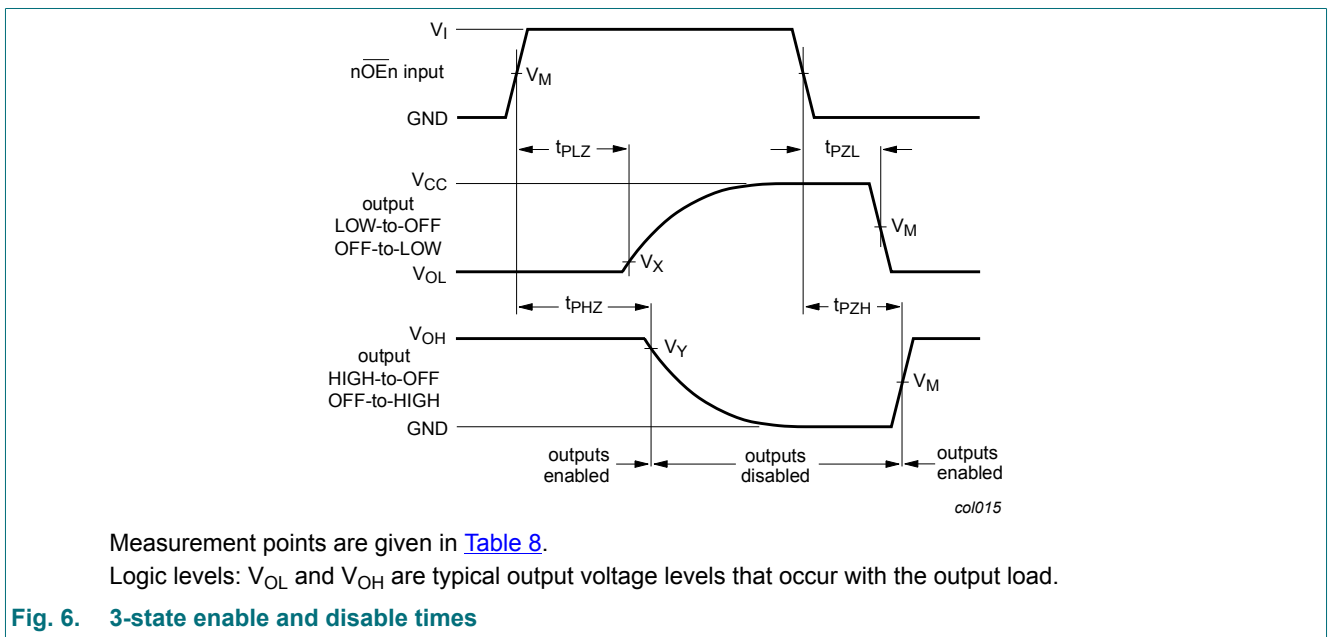 V_I
nOEn input
V_M
GND
t_PLZ
t_PZL
V_CC
output
LOW-to-OFF
OFF-to-LOW
V_M
V_X
V_OL
t_PHZ
t_PZH
V_OH
output
HIGH-to-OFF
OFF-to-HIGH
V_Y
V_M
GND
outputs
enabled
outputs
disabled
outputs
enabled
col015
Measurement points are given in Table 8.
Logic levels: V_OL and V_OH are typical output voltage levels that occur with the output load.
Fig. 6. 3-state enable and disable times